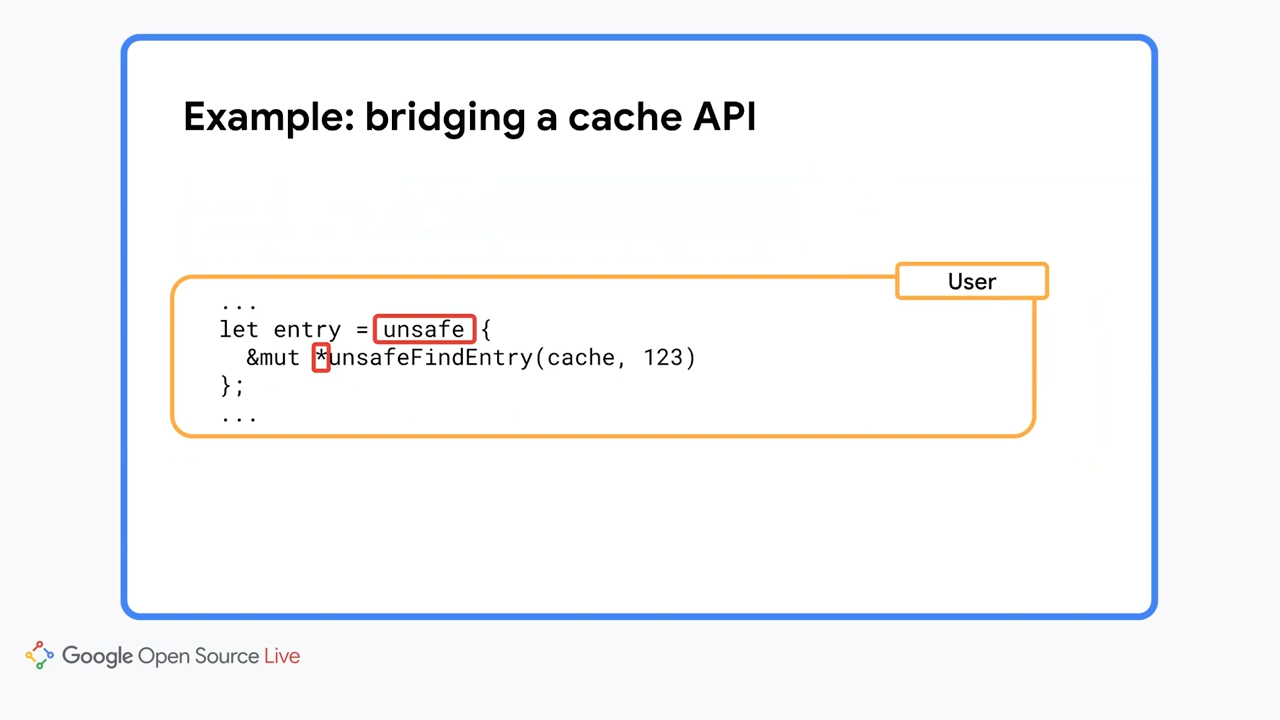 Example: bridging a cache API
User
...
let entry = unsafe {
&mut *unsafeFindEntry(cache, 123)
};
...
Google Open Source Live